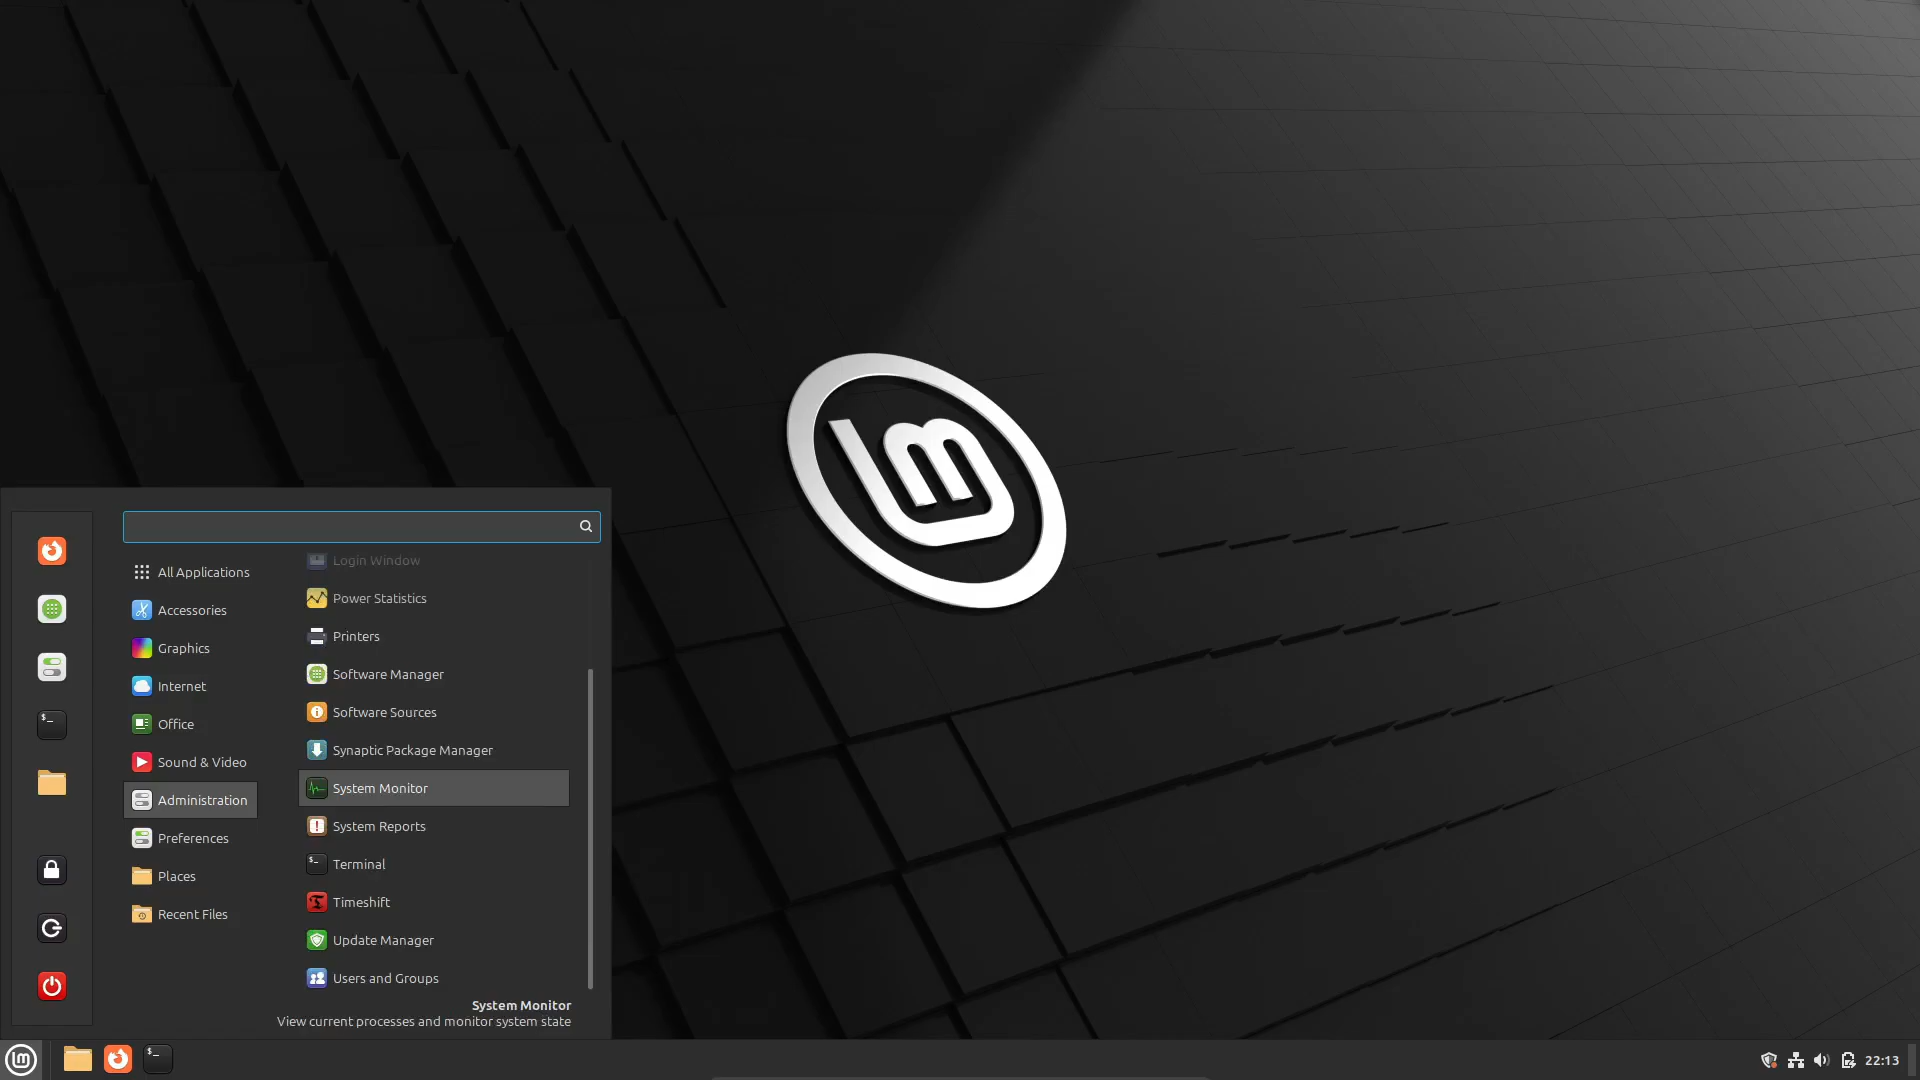 All Applications
Accessories
Graphics
Internet
Office
Sound & Video
Administration
Preferences
Places
Recent Files
Login Window
Power Statistics
Printers
Software Manager
Software Sources
Synaptic Package Manager
System Monitor
System Reports
Terminal
Timeshift
Update Manager
Users and Groups
System Monitor
View current processes and monitor system state
22:13